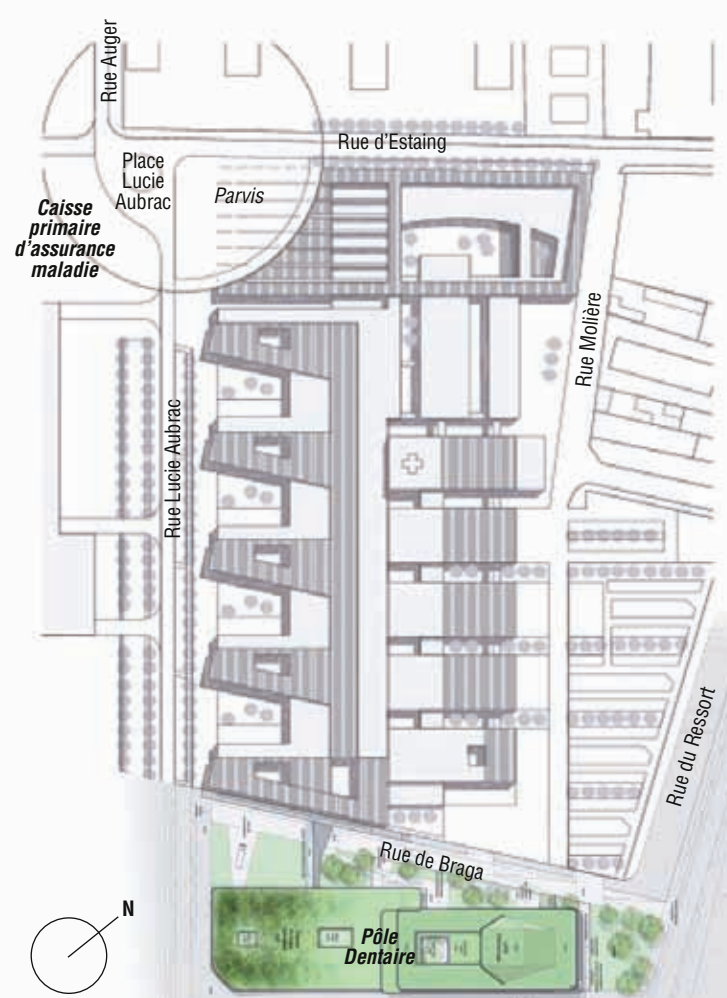 Rue Auger
Rue d'Estaing
Place
Lucie
Aubrac
Parvis
Caisse
primaire
d'assurance
maladie
Rue Molière
Rue Lucie Aubrac
Rue du Ressort
Rue de Braga
N
Pôle
Dentaire